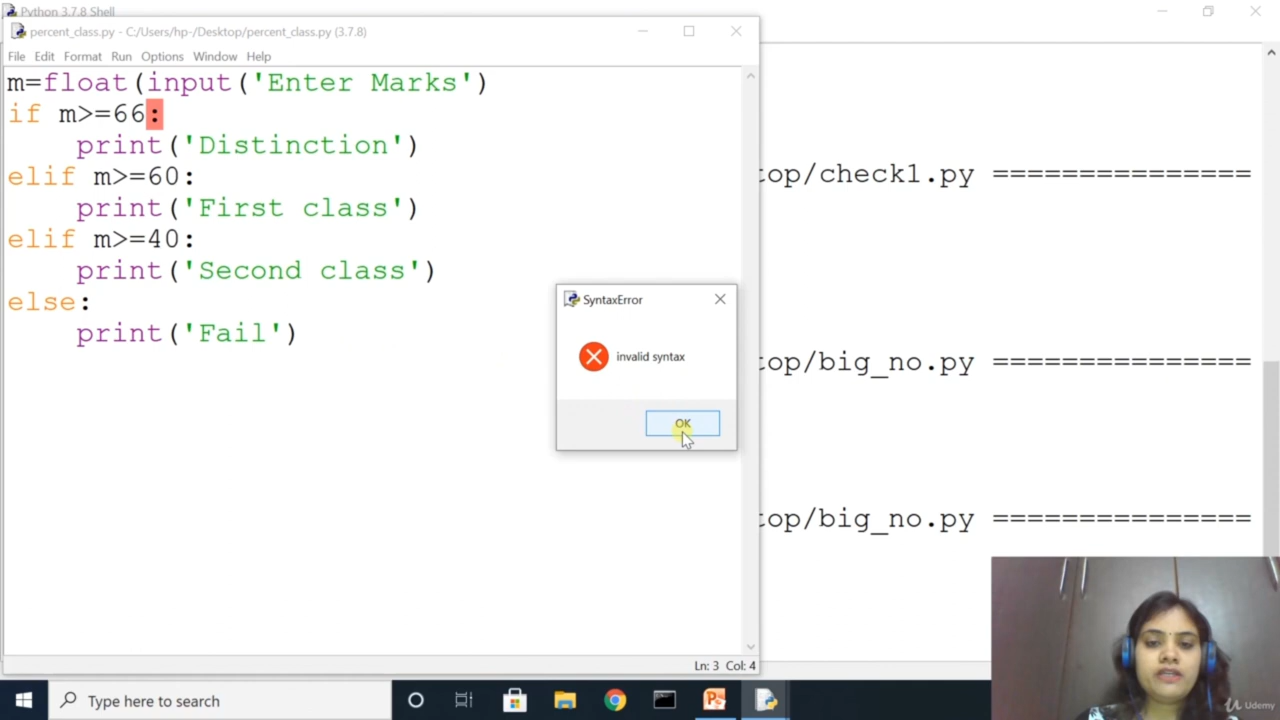 Python 3.7.8 Shell
percent_class.py - C:/Users/hp-/Desktop/percent_class.py (3.7.8)
File Edit Format Run Options Window Help
m=float(input('Enter Marks')
if m>=66:
    print('Distinction')
elif m>=60:
    print('First class')
elif m>=40:
    print('Second class')
else:
    print('Fail')
top/check1.py ===============
SyntaxError
invalid syntax
OK
top/big_no.py ===============
top/big_no.py ===============
Ln: 3 Col: 4
Type here to search
Udemy